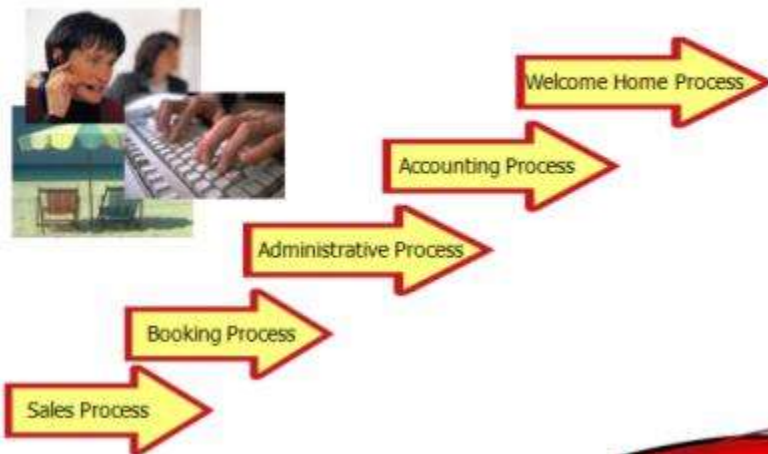 Welcome Home Process
Accounting Process
Administrative Process
Booking Process
Sales Process